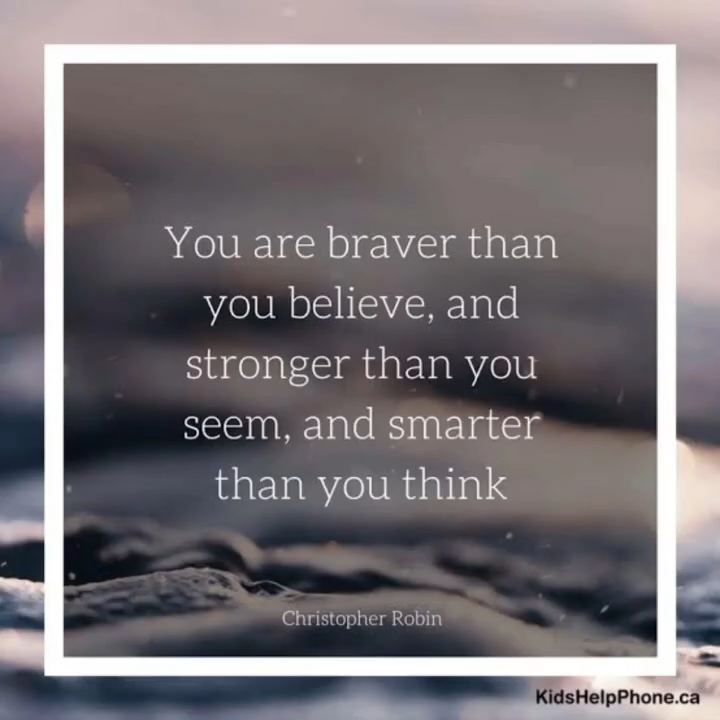 You are braver than
you believe, and
stronger than you
seem, and smarter
than you think
Christopher Robin
KidsHelpPhone.ca